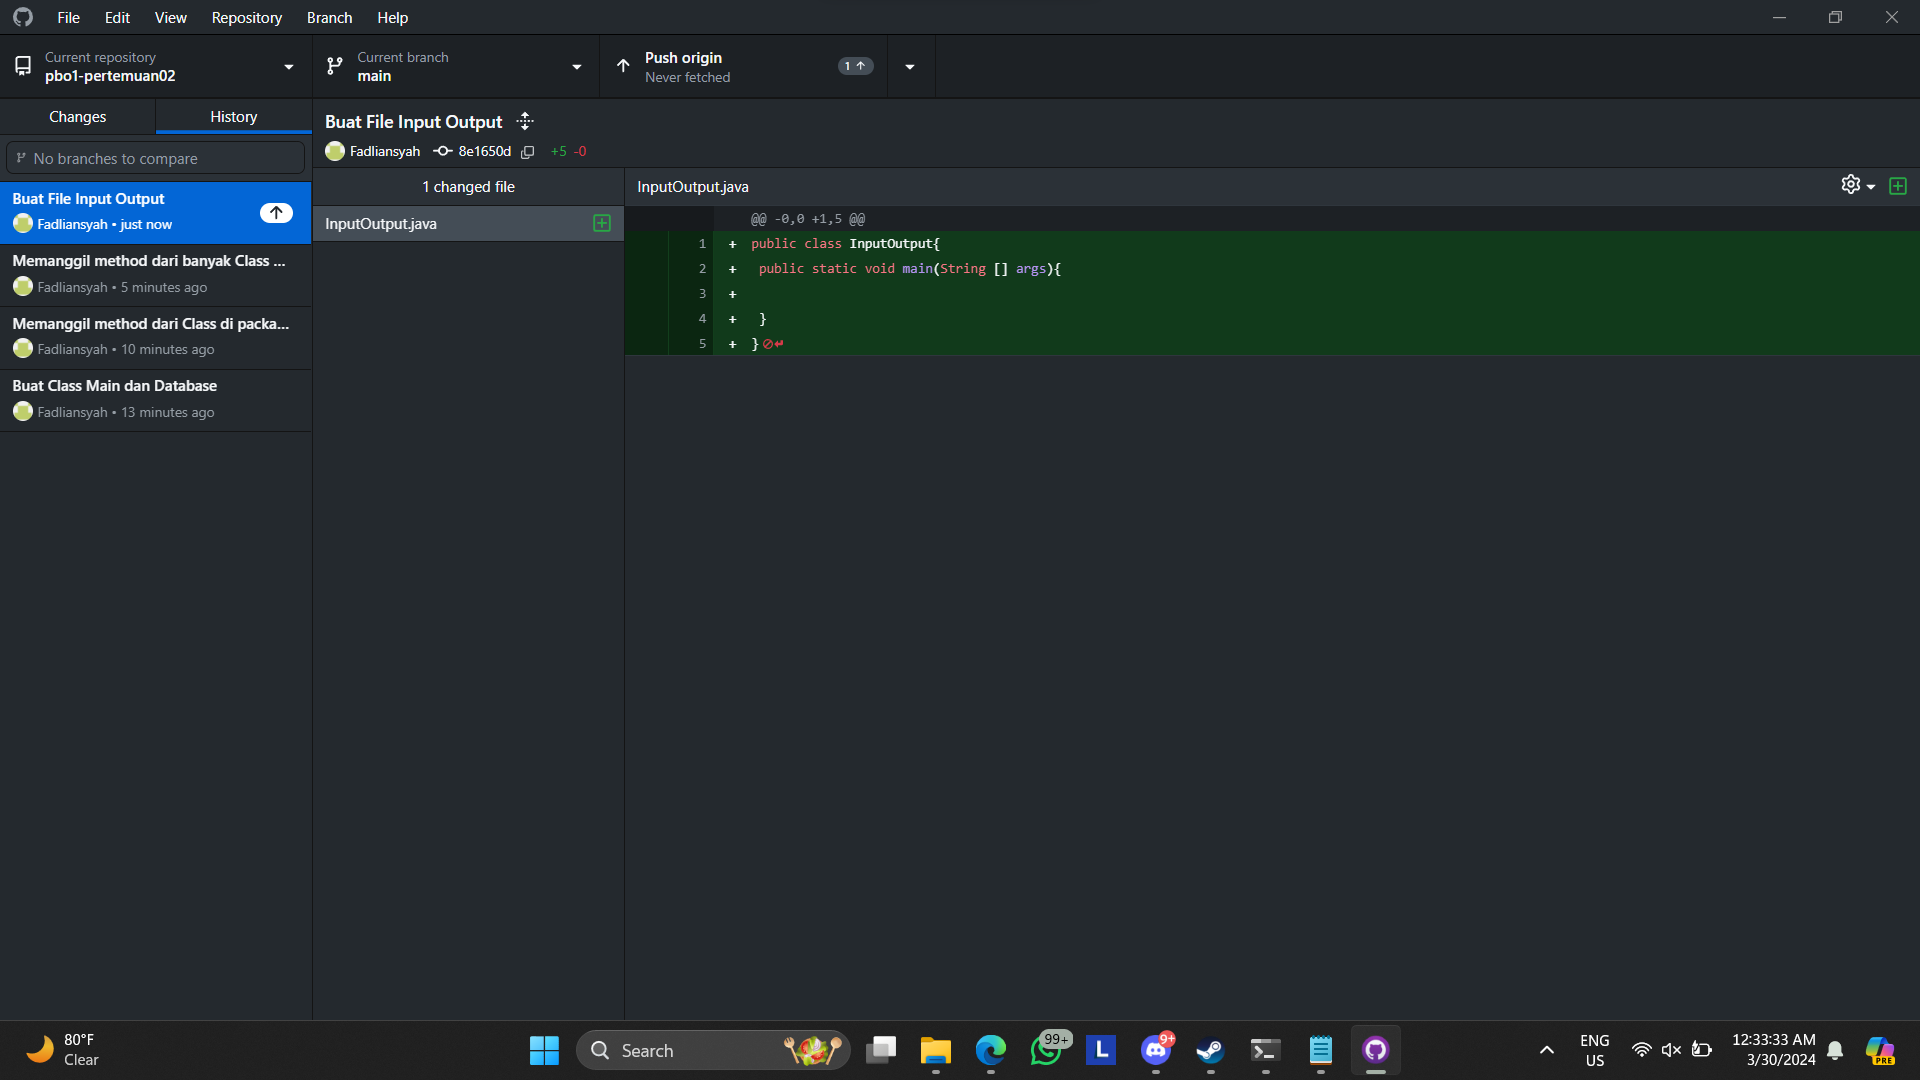 File Edit View Repository Branch Help
Current repository
pbo1-pertemuan02
Current branch
main
Push origin
Never fetched
1
Changes
History
No branches to compare
Buat File Input Output
Fadliansyah • just now
Memanggil method dari banyak Class ...
Fadliansyah • 5 minutes ago
Memanggil method dari Class di packa...
Fadliansyah • 10 minutes ago
Buat Class Main dan Database
Fadliansyah • 13 minutes ago
Buat File Input Output
Fadliansyah 8e1650d +5 -0
1 changed file
InputOutput.java
InputOutput.java
@@ -0,0 +1,5 @@
1 + public class InputOutput{
2 + public static void main(String [] args){
3 +
4 + }
5 + }
80°F
Clear
Search
99+
L
9+
ENG
US
12:33:33 AM
3/30/2024
PRE